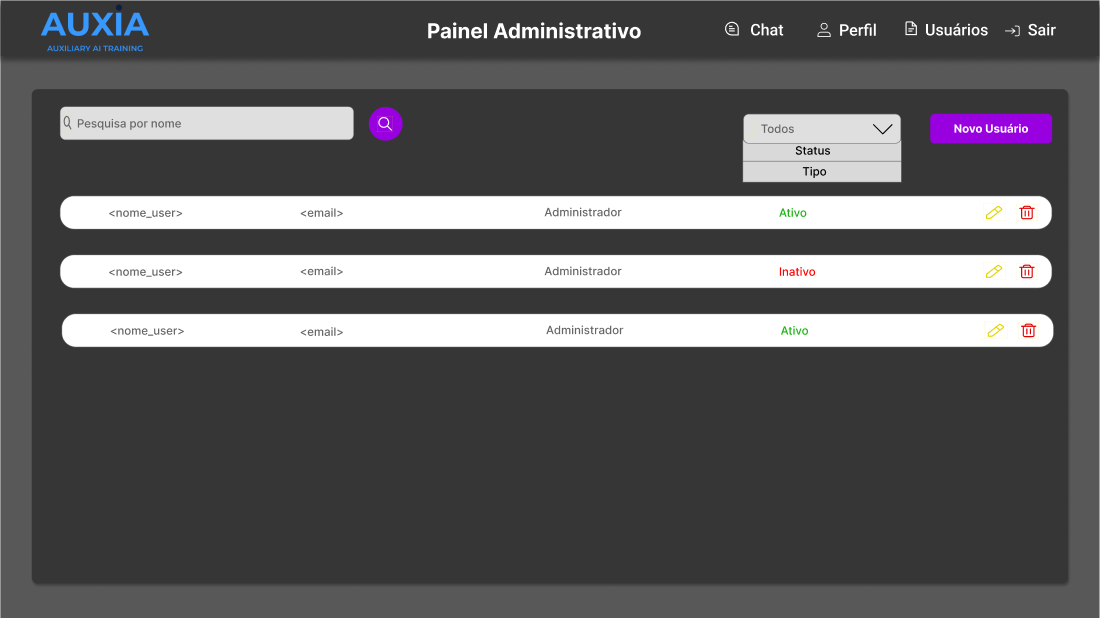 AUXIA
AUXILIARY AI TRAINING
Painel Administrativo
Chat
Perfil
Usuários
Sair
Pesquisa por nome
Todos
Status
Tipo
Novo Usuário
<nome_user> <email> Administrador Ativo
<nome_user> <email> Administrador Inativo
<nome_user> <email> Administrador Ativo